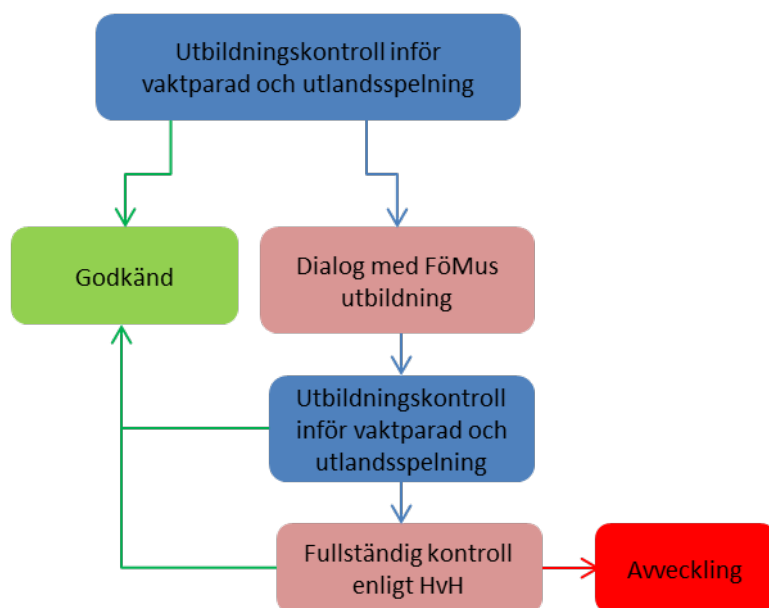 Utbildningskontroll inför
vaktparad och utlandsspelning
Godkänd
Dialog med FöMus
utbildning
Utbildningskontroll
inför vaktparad och
utlandsspelning
Fullständig kontroll
enligt HvH
Avveckling